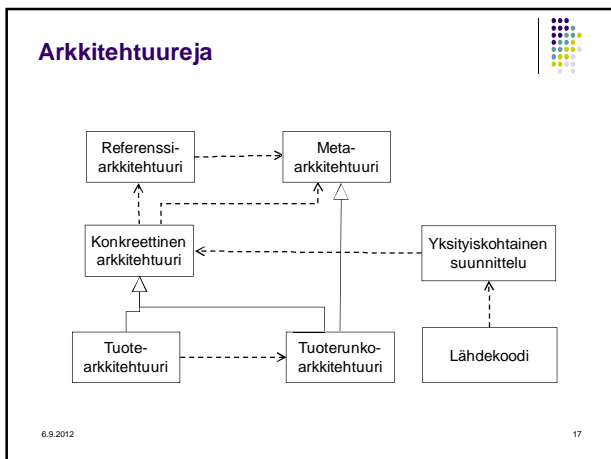 Arkkitehtuureja
Referenssi-
arkkitehtuuri
Meta-
arkkitehtuuri
Konkreettinen
arkkitehtuuri
Yksityiskohtainen
suunnittelu
Tuote-
arkkitehtuuri
Tuoterunko-
arkkitehtuuri
Lähdekoodi
6.9.2012
17